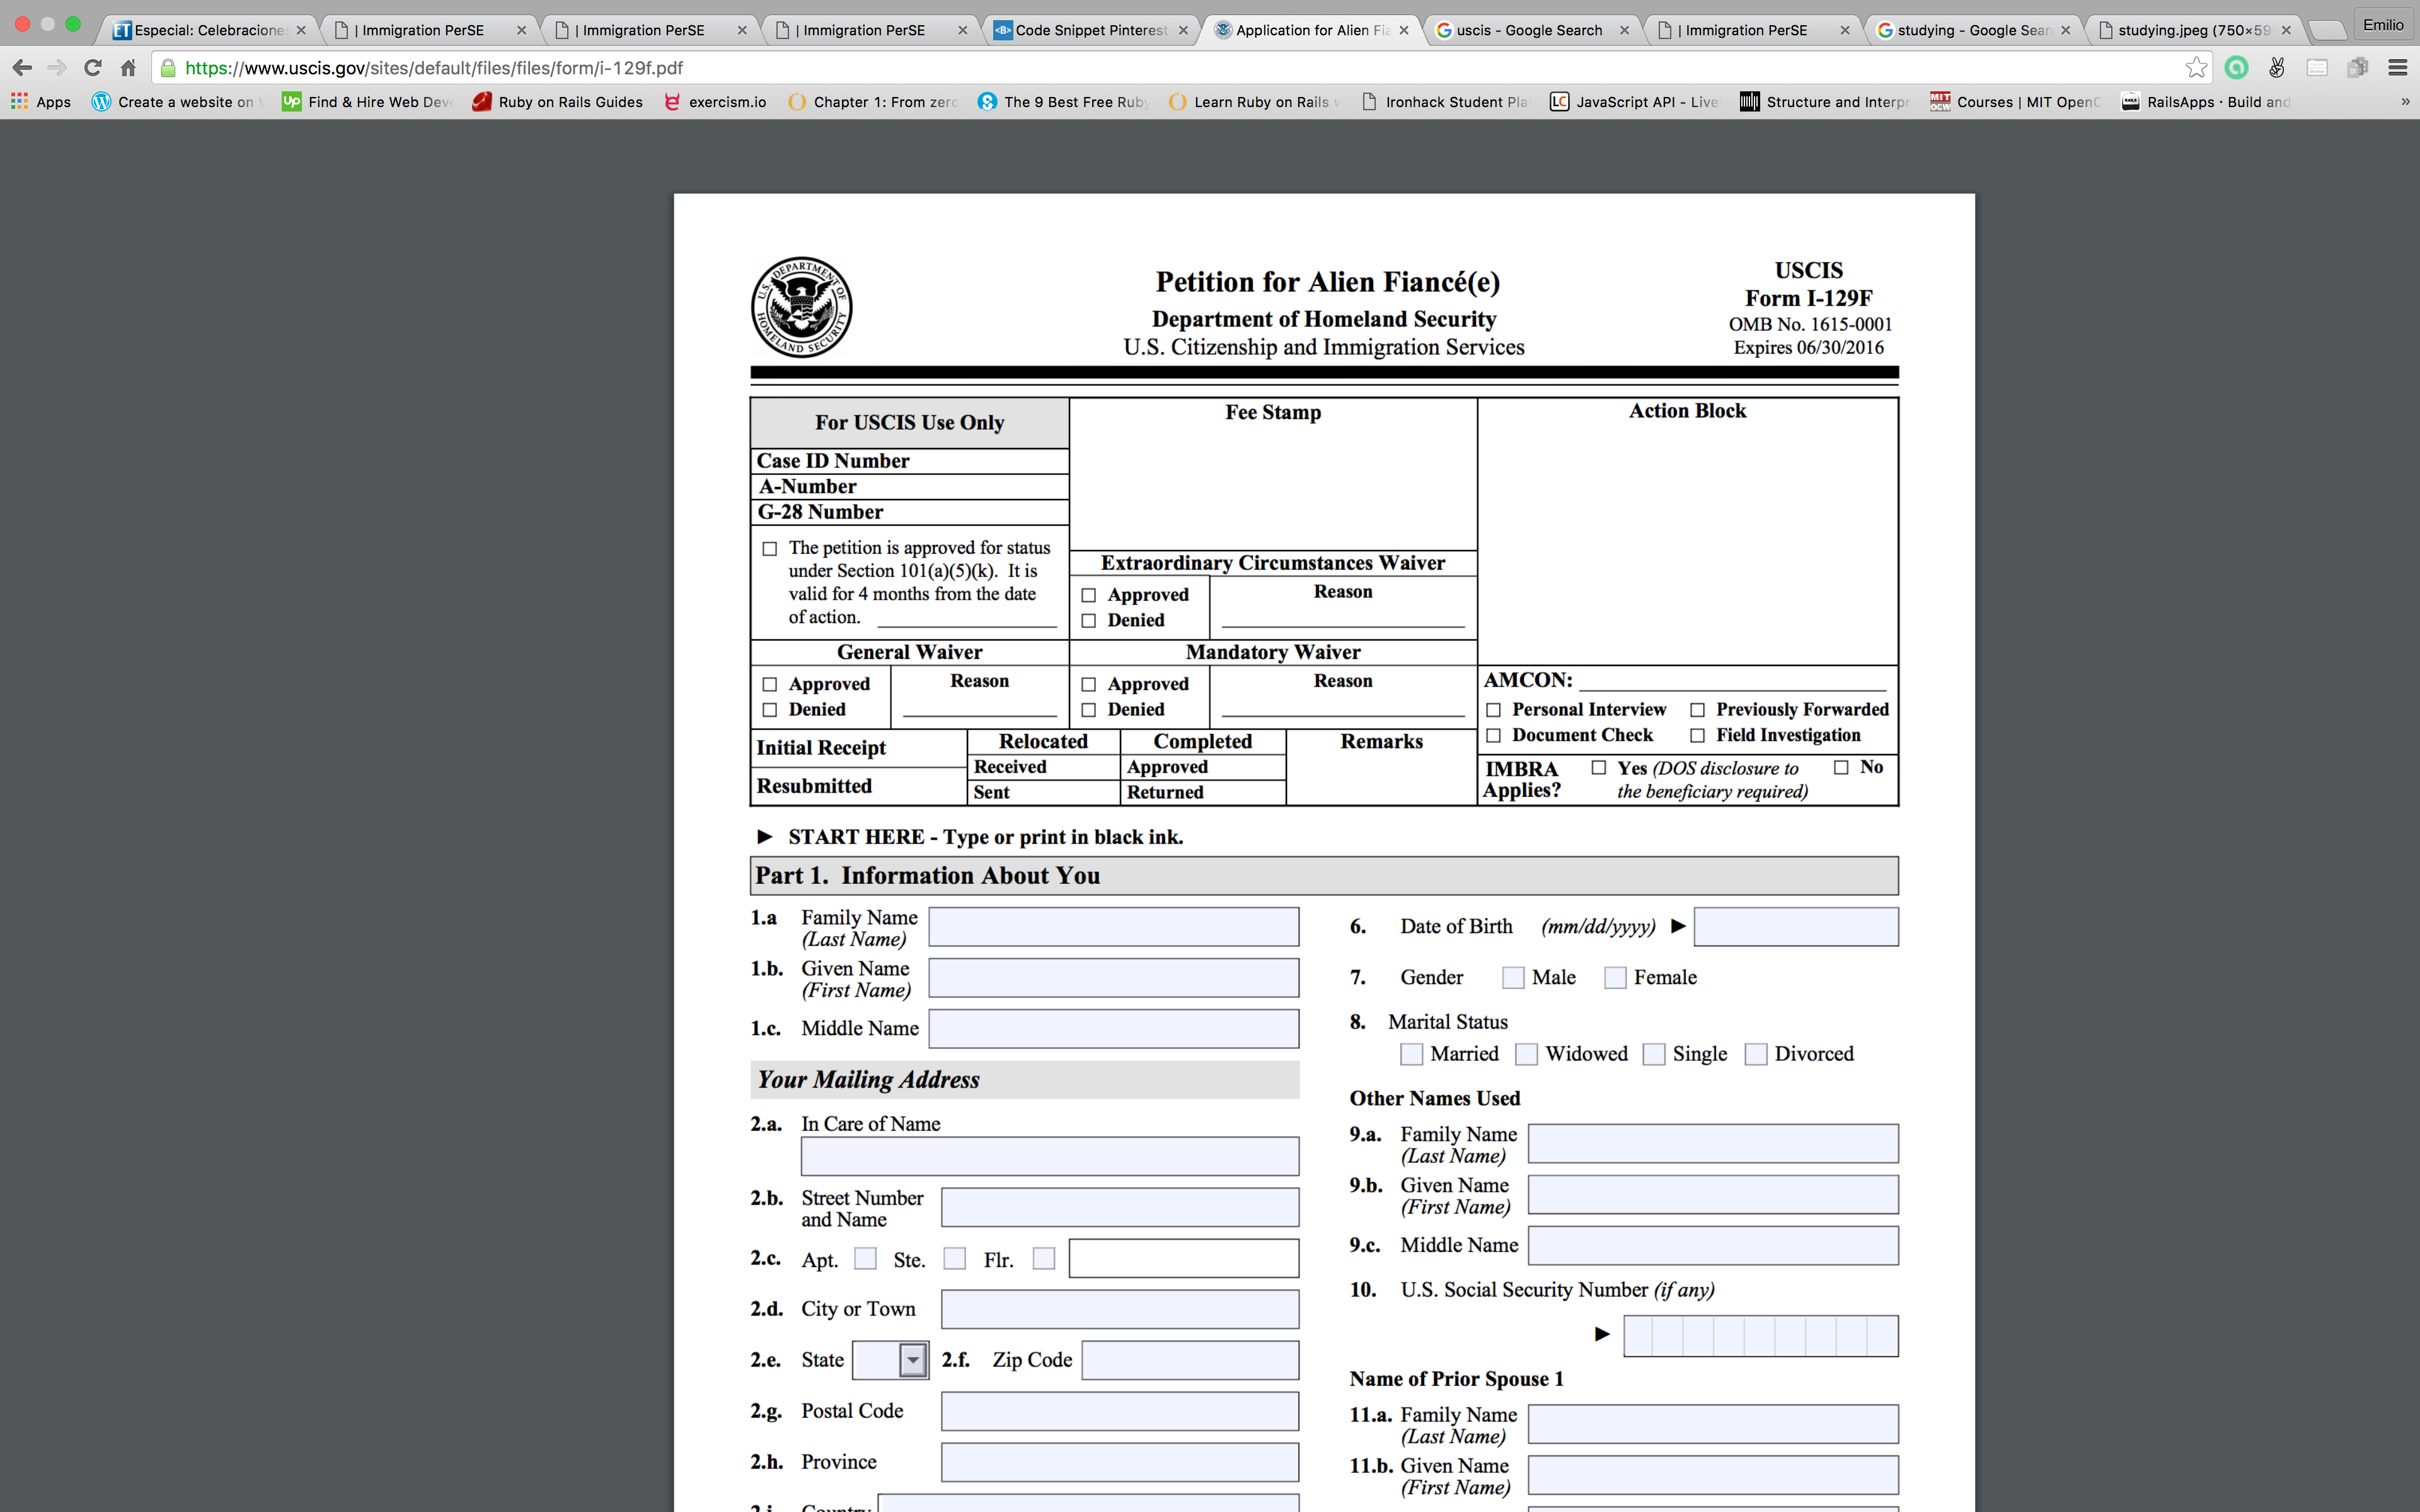 Especial: Celebracione
| Immigration PerSE
| Immigration PerSE
| Immigration PerSE
Code Snippet Pinterest
Application for Alien Fia
uscis - Google Search
| Immigration PerSE
studying - Google Sear
studying.jpeg (750×59
Emilio
https://www.uscis.gov/sites/default/files/files/form/i-129f.pdf
Apps
Create a website on
Find & Hire Web Deve
Ruby on Rails Guides
exercism.io
Chapter 1: From zero
The 9 Best Free Ruby
Learn Ruby on Rails
Ironhack Student Pla
JavaScript API - Live
Structure and Interpr
Courses | MIT OpenC
RailsApps · Build and
»
U.S. DEPARTMENT OF HOMELAND SECURITY
Petition for Alien Fiancé(e)
Department of Homeland Security
U.S. Citizenship and Immigration Services
USCIS
Form I-129F
OMB No. 1615-0001
Expires 06/30/2016
For USCIS Use Only
Case ID Number
A-Number
G-28 Number
The petition is approved for status
under Section 101(a)(5)(k). It is
valid for 4 months from the date
of action.
Fee Stamp
Action Block
Extraordinary Circumstances Waiver
Approved
Denied
Reason
General Waiver
Approved
Denied
Reason
Mandatory Waiver
Approved
Denied
Reason
AMCON:
Personal Interview
Previously Forwarded
Document Check
Field Investigation
Initial Receipt
Resubmitted
Relocated
Received
Sent
Completed
Approved
Returned
Remarks
IMBRA
Applies?
Yes (DOS disclosure to
the beneficiary required)
No
► START HERE - Type or print in black ink.
Part 1. Information About You
1.a Family Name
(Last Name)
1.b. Given Name
(First Name)
1.c. Middle Name
Your Mailing Address
2.a. In Care of Name
2.b. Street Number
and Name
2.c. Apt. Ste. Flr.
2.d. City or Town
2.e. State 2.f. Zip Code
2.g. Postal Code
2.h. Province
2.i. Country
6. Date of Birth (mm/dd/yyyy) ►
7. Gender Male Female
8. Marital Status
Married Widowed Single Divorced
Other Names Used
9.a. Family Name
(Last Name)
9.b. Given Name
(First Name)
9.c. Middle Name
10. U.S. Social Security Number (if any)
►
Name of Prior Spouse 1
11.a. Family Name
(Last Name)
11.b. Given Name
(First Name)